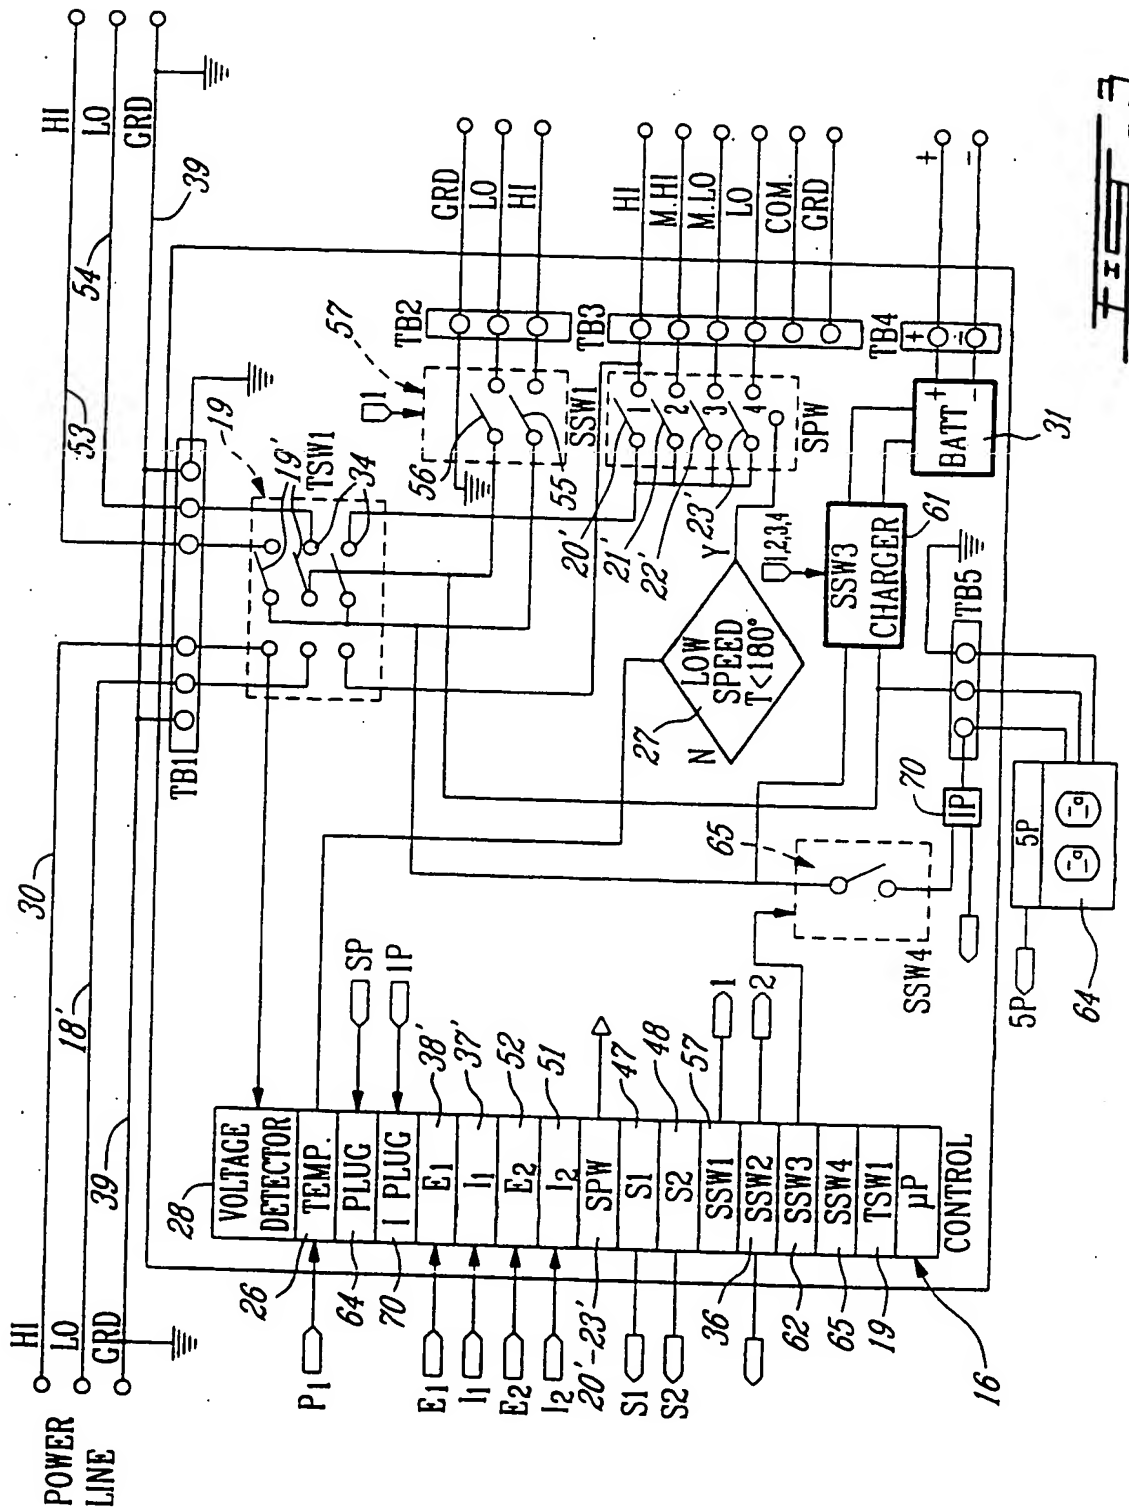 POWER
LINE
HI
LO
GRD
30
18'
39
HI
LO
GRD
53
54
39
TB1
19
19'
TSW1
34
28
VOLTAGE
DETECTOR
TEMP.
PLUG
I PLUG
E1
I1
E2
I2
SPW
S1
S2
SSW1
SSW2
SSW3
SSW4
TSW1
μP
CONTROL
16
26
64
70
P1
E1
I1
E2
I2
20'-23'
S1
S2
36
62
65
19
SP
IP
38'
37'
52
51
47
48
57
1
2
57
1
56
55
SSW1
TB2
GRD
LO
HI
TB3
HI
M.HI
M.LO
LO
COM.
GRD
20'
21'
22'
23'
1
2
3
4
SPW
Y
N
27
LOW
SPEED
T<180°
1,2,3,4
SSW3
CHARGER
61
BATT
+
-
31
TB4
+
-
+
-
TB5
65
SSW4
70
IP
5P
5P
64